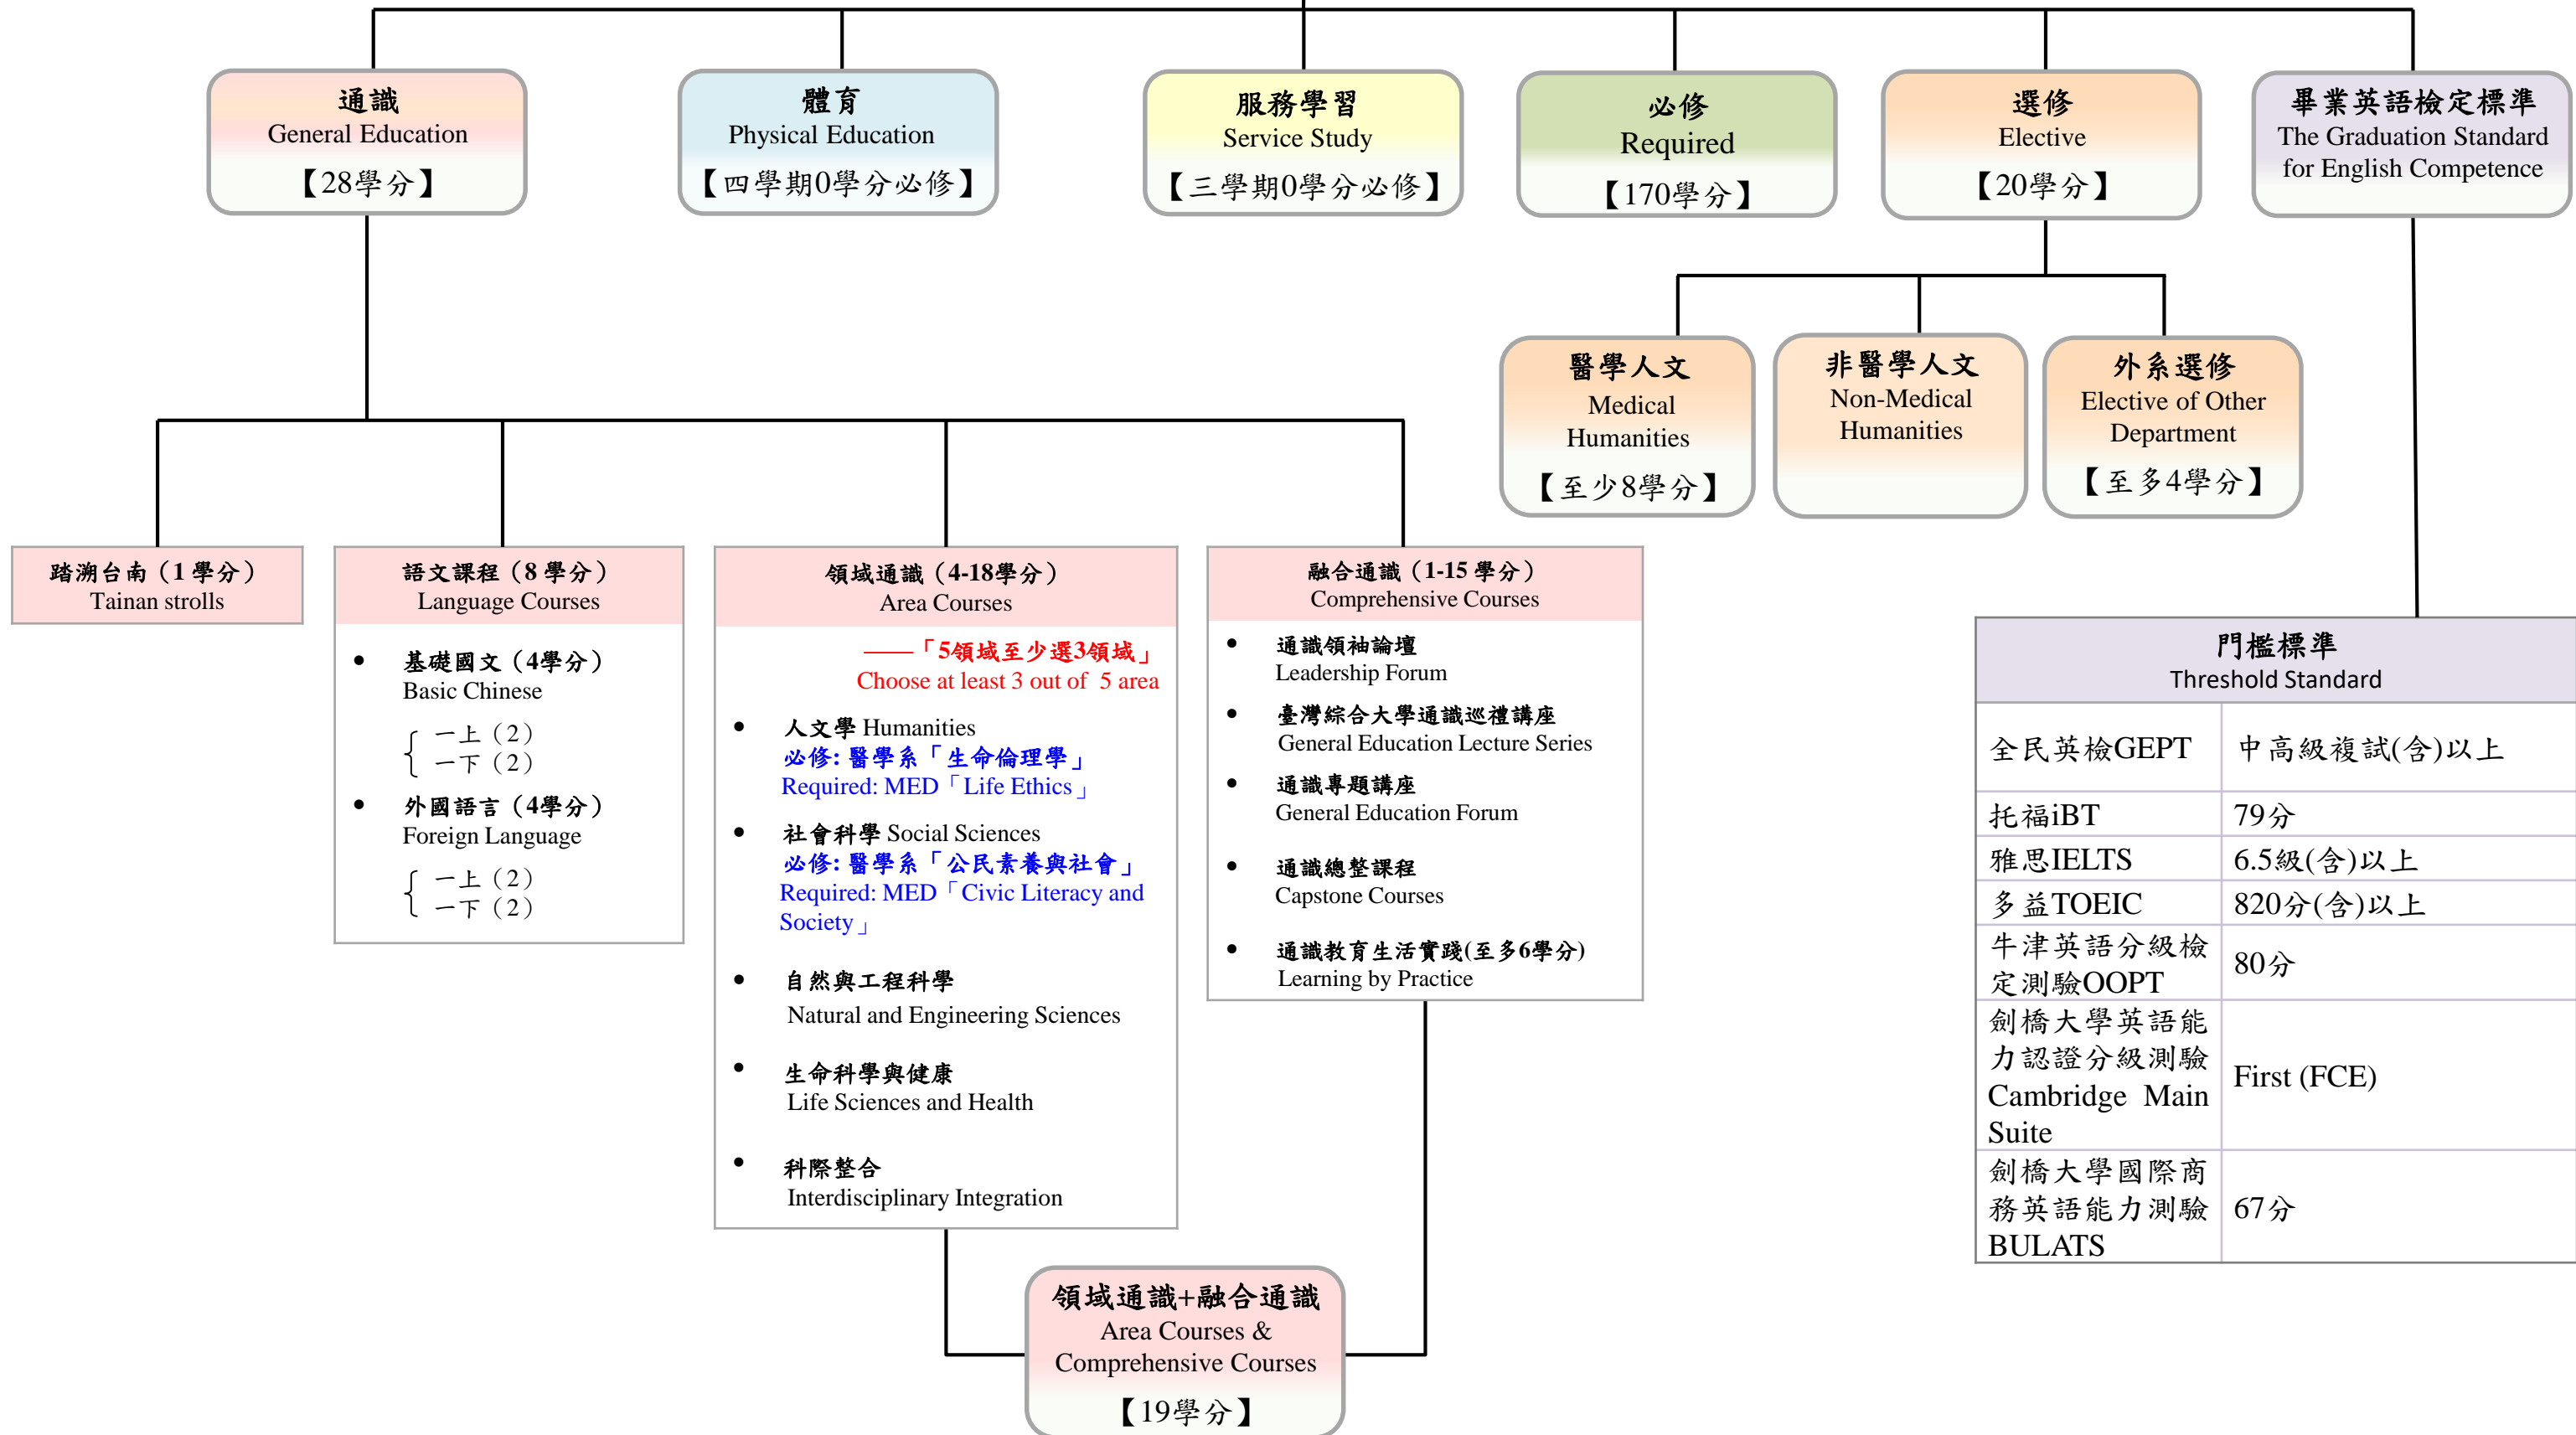 通識
General Education
【28學分】
體育
Physical Education
【四學期0學分必修】
服務學習
Service Study
【三學期0學分必修】
必修
Required
【170學分】
選修
Elective
【20學分】
畢業英語檢定標準
The Graduation Standard
for English Competence
醫學人文
Medical
Humanities
【至少8學分】
非醫學人文
Non-Medical
Humanities
外系選修
Elective of Other
Department
【至多4學分】
踏溯台南（1 學分）
Tainan strolls
語文課程（8 學分）
Language Courses
• 基礎國文（4學分）
Basic Chinese
一上（2）
一下（2）
• 外國語言（4學分）
Foreign Language
一上（2）
一下（2）
領域通識（4-18學分）
Area Courses
——「5領域至少選3領域」
Choose at least 3 out of 5 area
• 人文學 Humanities
必修: 醫學系「生命倫理學」
Required: MED「Life Ethics」
• 社會科學 Social Sciences
必修: 醫學系「公民素養與社會」
Required: MED「Civic Literacy and
Society」
• 自然與工程科學
Natural and Engineering Sciences
• 生命科學與健康
Life Sciences and Health
• 科際整合
Interdisciplinary Integration
融合通識（1-15 學分）
Comprehensive Courses
• 通識領袖論壇
Leadership Forum
• 臺灣綜合大學通識巡禮講座
General Education Lecture Series
• 通識專題講座
General Education Forum
• 通識總整課程
Capstone Courses
• 通識教育生活實踐(至多6學分)
Learning by Practice
領域通識+融合通識
Area Courses &
Comprehensive Courses
【19學分】
門檻標準
Threshold Standard
全民英檢GEPT 中高級複試(含)以上
托福iBT 79分
雅思IELTS 6.5級(含)以上
多益TOEIC 820分(含)以上
牛津英語分級檢
定測驗OOPT
80分
劍橋大學英語能
力認證分級測驗
Cambridge Main
Suite
First (FCE)
劍橋大學國際商
務英語能力測驗
BULATS
67分